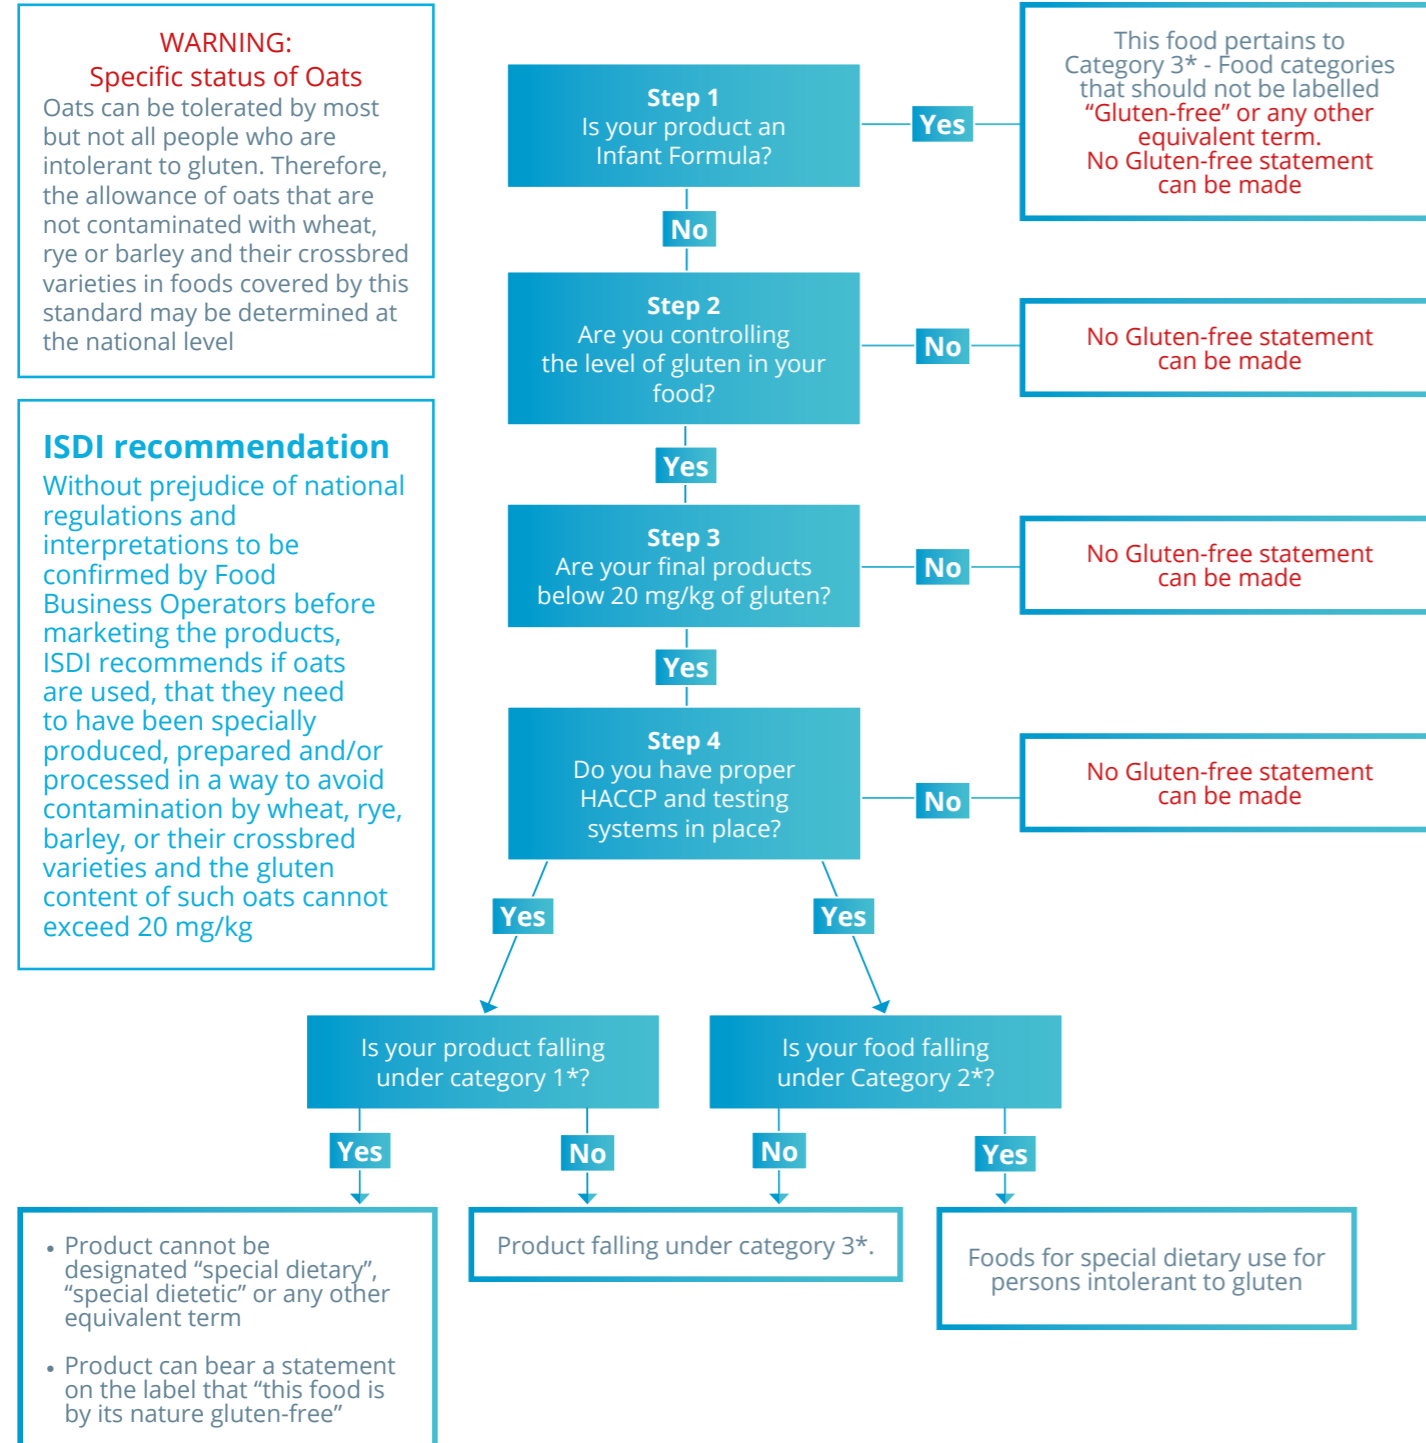 WARNING:
Specific status of Oats
Oats can be tolerated by most
but not all people who are
intolerant to gluten. Therefore,
the allowance of oats that are
not contaminated with wheat,
rye or barley and their crossbred
varieties in foods covered by this
standard may be determined at
the national level
ISDI recommendation
Without prejudice of national
regulations and
interpretations to be
confirmed by Food
Business Operators before
marketing the products,
ISDI recommends if oats
are used, that they need
to have been specially
produced, prepared and/or
processed in a way to avoid
contamination by wheat, rye,
barley, or their crossbred
varieties and the gluten
content of such oats cannot
exceed 20 mg/kg
Step 1
Is your product an
Infant Formula?
Yes
This food pertains to
Category 3* - Food categories
that should not be labelled
“Gluten-free” or any other
equivalent term.
No Gluten-free statement
can be made
No
Step 2
Are you controlling
the level of gluten in your
food?
No
No Gluten-free statement
can be made
Yes
Step 3
Are your final products
below 20 mg/kg of gluten?
No
No Gluten-free statement
can be made
Yes
Step 4
Do you have proper
HACCP and testing
systems in place?
No
No Gluten-free statement
can be made
Yes
Yes
Is your product falling
under category 1*?
Is your food falling
under Category 2*?
Yes
No
No
Yes
• Product cannot be
designated “special dietary”,
“special dietetic” or any other
equivalent term
• Product can bear a statement
on the label that “this food is
by its nature gluten-free”
Product falling under category 3*.
Foods for special dietary use for
persons intolerant to gluten